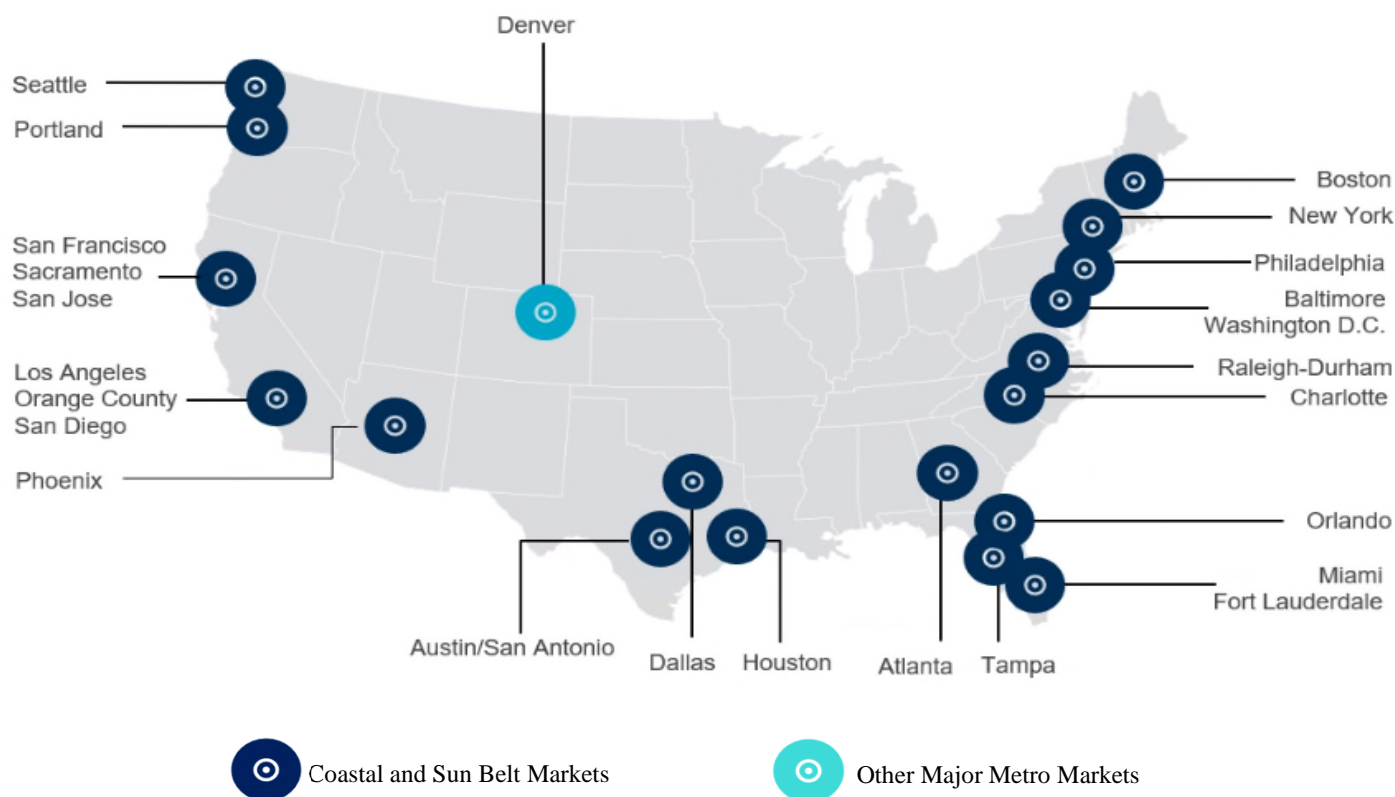 Denver
Seattle
Portland
San Francisco
Sacramento
San Jose
Los Angeles
Orange County
San Diego
Phoenix
Boston
New York
Philadelphia
Baltimore
Washington D.C.
Raleigh-Durham
Charlotte
Orlando
Miami
Fort Lauderdale
Austin/San Antonio
Dallas
Houston
Atlanta
Tampa
Coastal and Sun Belt Markets
Other Major Metro Markets